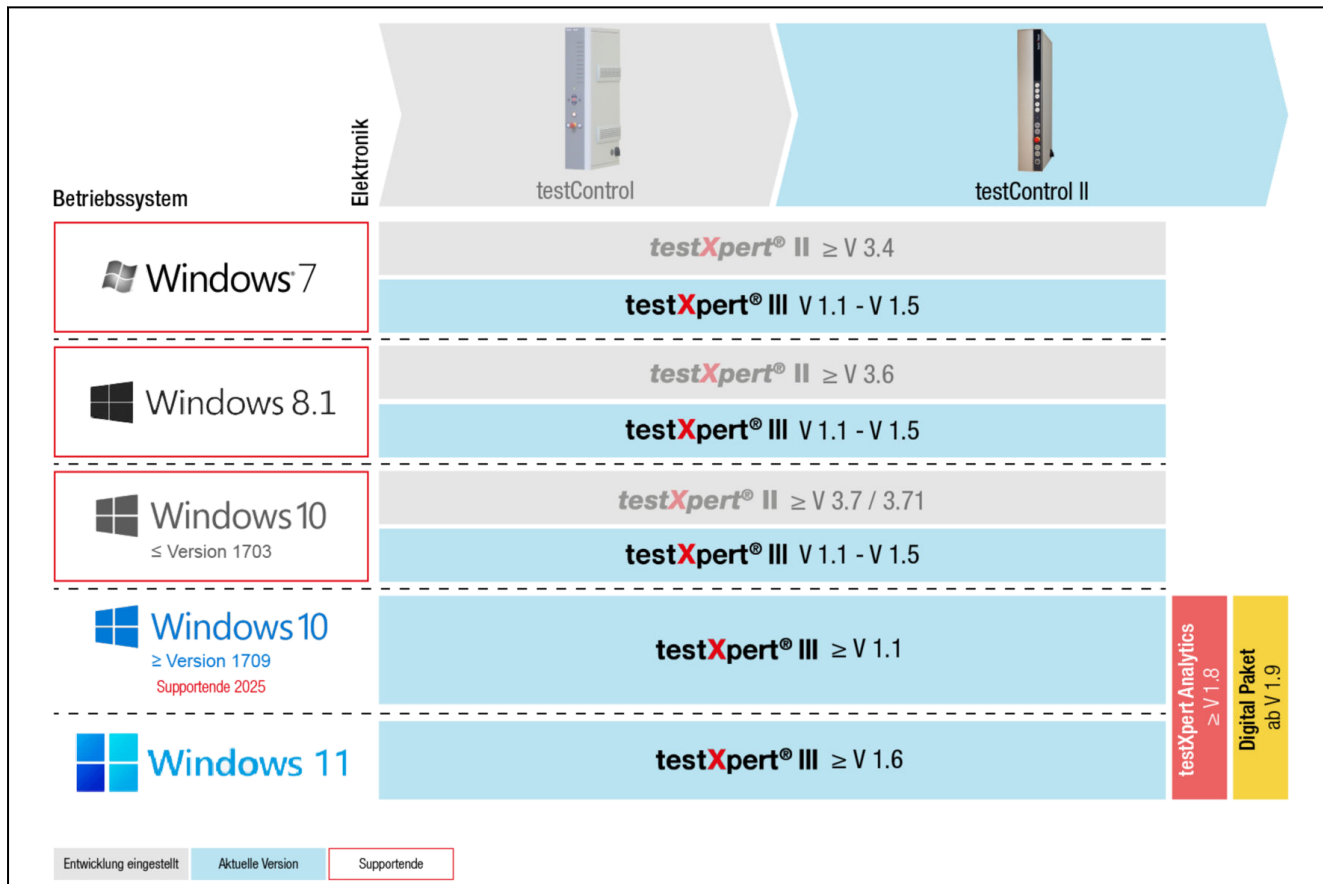 Betriebssystem
Elektronik
testControl
testControl II
Windows 7
testXpert® II ≥ V 3.4
testXpert® III V 1.1 - V 1.5
Windows 8.1
testXpert® II ≥ V 3.6
testXpert® III V 1.1 - V 1.5
Windows 10
≤ Version 1703
testXpert® II ≥ V 3.7 / 3.71
testXpert® III V 1.1 - V 1.5
Windows 10
≥ Version 1709
Supportende 2025
testXpert® III ≥ V 1.1
Windows 11
testXpert® III ≥ V 1.6
testXpert Analytics
≥ V 1.8
Digital Paket
ab V 1.9
Entwicklung eingestellt
Aktuelle Version
Supportende